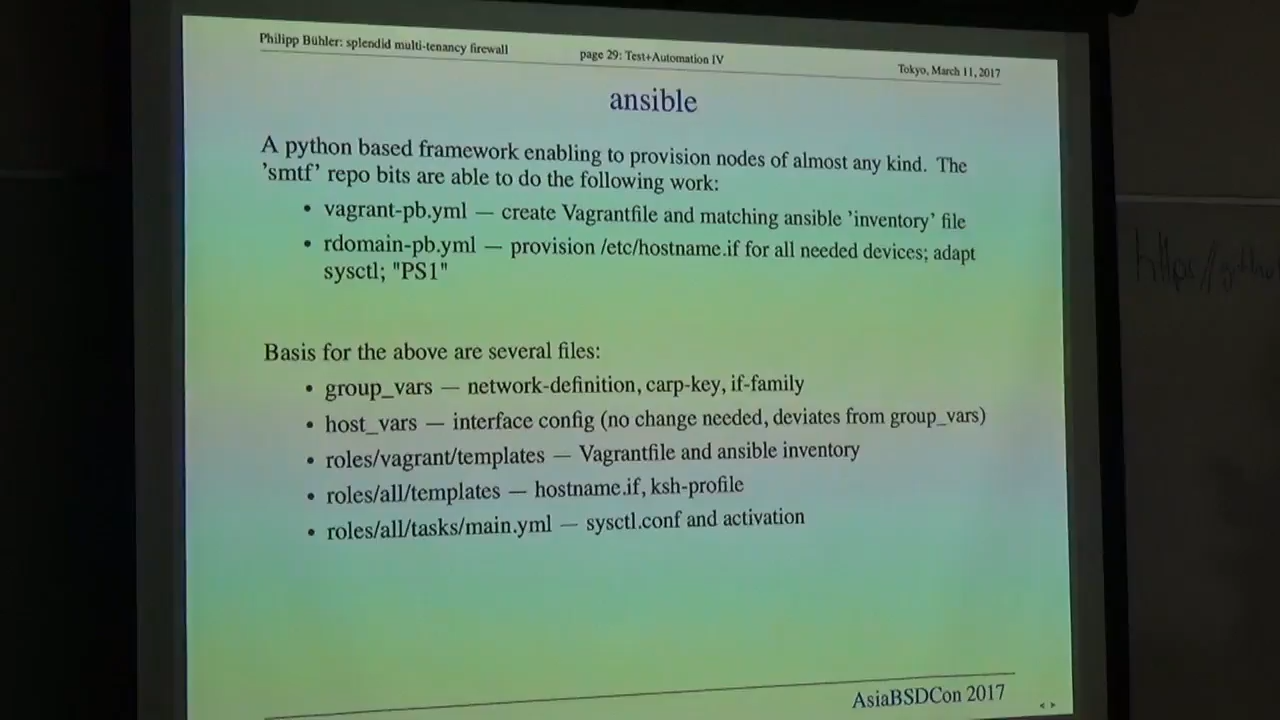 Philipp Bühler: splendid multi-tenancy firewall
page 29: Test+Automation IV
Tokyo, March 11, 2017
ansible
A python based framework enabling to provision nodes of almost any kind. The
'smtf' repo bits are able to do the following work:
• vagrant-pb.yml — create Vagrantfile and matching ansible 'inventory' file
• rdomain-pb.yml — provision /etc/hostname.if for all needed devices; adapt
sysctl; "PS1"
Basis for the above are several files:
• group_vars — network-definition, carp-key, if-family
• host_vars — interface config (no change needed, deviates from group_vars)
• roles/vagrant/templates — Vagrantfile and ansible inventory
• roles/all/templates — hostname.if, ksh-profile
• roles/all/tasks/main.yml — sysctl.conf and activation
AsiaBSDCon 2017